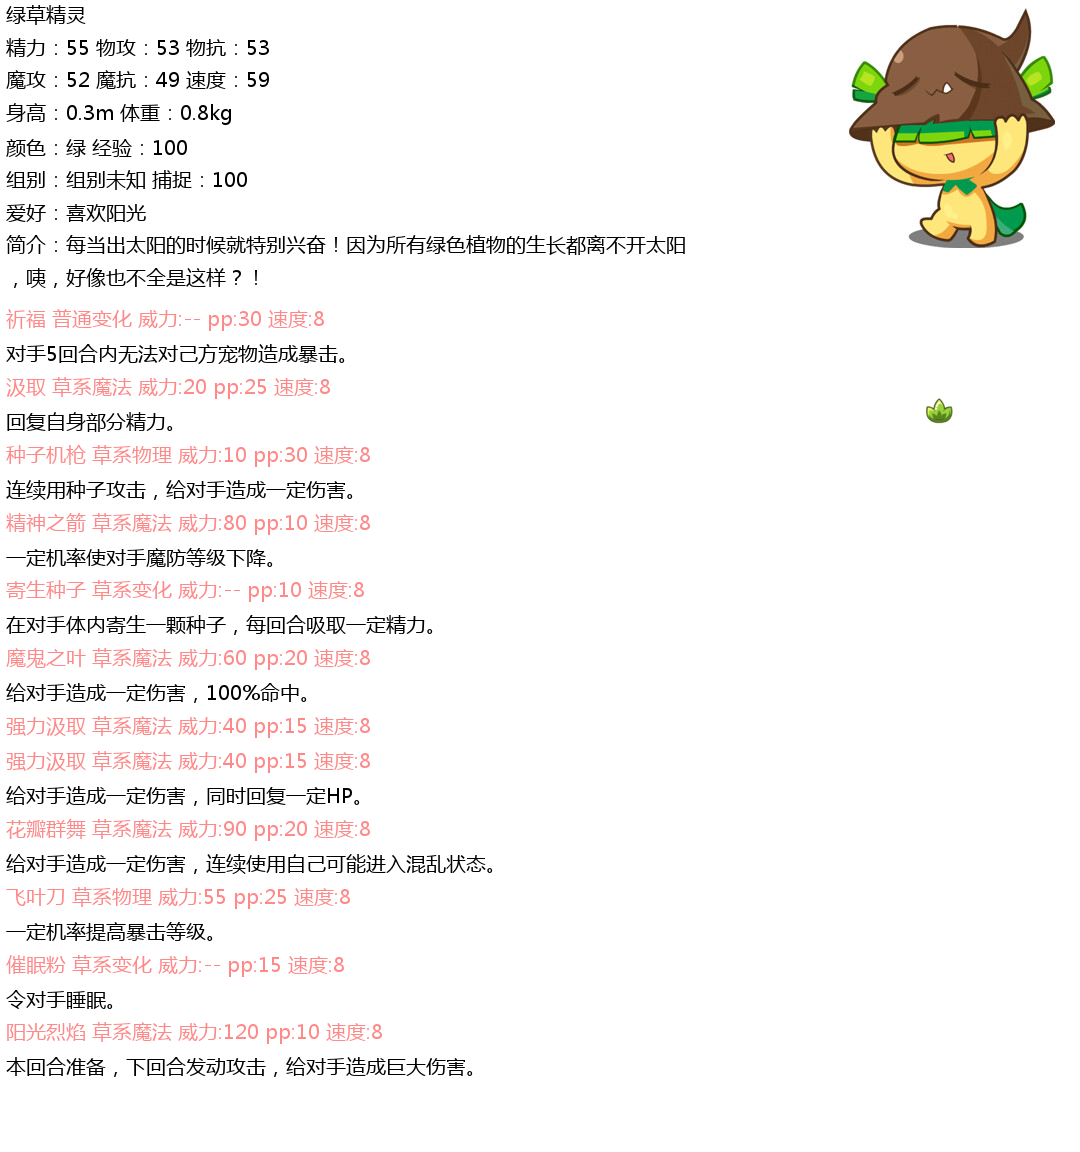 绿草精灵
精力：55 物攻：53 物抗：53
魔攻：52 魔抗：49 速度：59
身高：0.3m 体重：0.8kg
颜色：绿 经验：100
组别：组别未知 捕捉：100
爱好：喜欢阳光
简介：每当出太阳的时候就特别兴奋！因为所有绿色植物的生长都离不开太阳
，咦，好像也不全是这样？！
祈福 普通变化 威力:-- pp:30 速度:8
对手5回合内无法对己方宠物造成暴击。
汲取 草系魔法 威力:20 pp:25 速度:8
回复自身部分精力。
种子机枪 草系物理 威力:10 pp:30 速度:8
连续用种子攻击，给对手造成一定伤害。
精神之箭 草系魔法 威力:80 pp:10 速度:8
一定机率使对手魔防等级下降。
寄生种子 草系变化 威力:-- pp:10 速度:8
在对手体内寄生一颗种子，每回合吸取一定精力。
魔鬼之叶 草系魔法 威力:60 pp:20 速度:8
给对手造成一定伤害，100%命中。
强力汲取 草系魔法 威力:40 pp:15 速度:8
强力汲取 草系魔法 威力:40 pp:15 速度:8
给对手造成一定伤害，同时回复一定HP。
花瓣群舞 草系魔法 威力:90 pp:20 速度:8
给对手造成一定伤害，连续使用自己可能进入混乱状态。
飞叶刀 草系物理 威力:55 pp:25 速度:8
一定机率提高暴击等级。
催眠粉 草系变化 威力:-- pp:15 速度:8
令对手睡眠。
阳光烈焰 草系魔法 威力:120 pp:10 速度:8
本回合准备，下回合发动攻击，给对手造成巨大伤害。